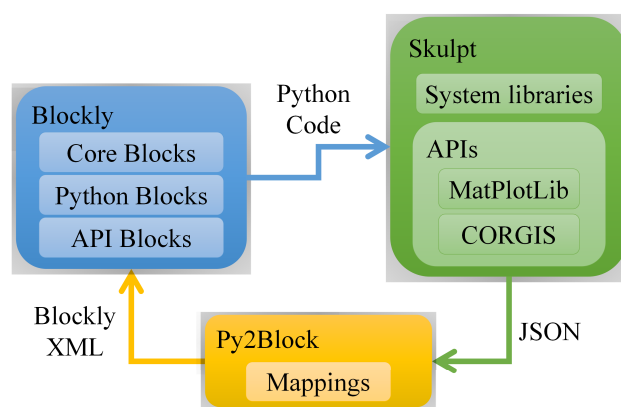 Blockly
Core Blocks
Python Blocks
API Blocks
Python
Code
Skulpt
System libraries
APIs
MatPlotLib
CORGIS
JSON
Py2Block
Mappings
Blockly
XML